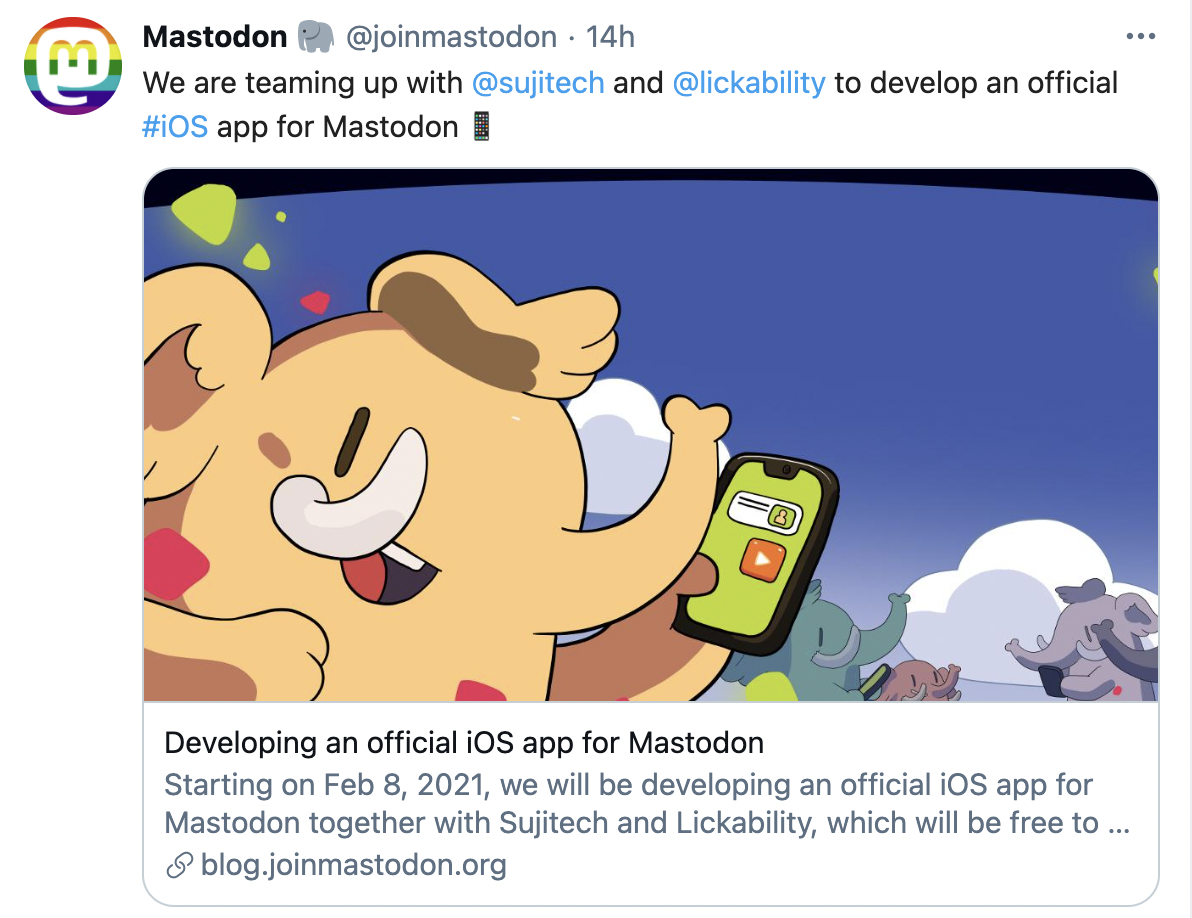 Mastodon 🐘 @joinmastodon · 14h
We are teaming up with @sujitech and @lickability to develop an official
#iOS app for Mastodon 📱
Developing an official iOS app for Mastodon
Starting on Feb 8, 2021, we will be developing an official iOS app for
Mastodon together with Sujitech and Lickability, which will be free to ...
blog.joinmastodon.org